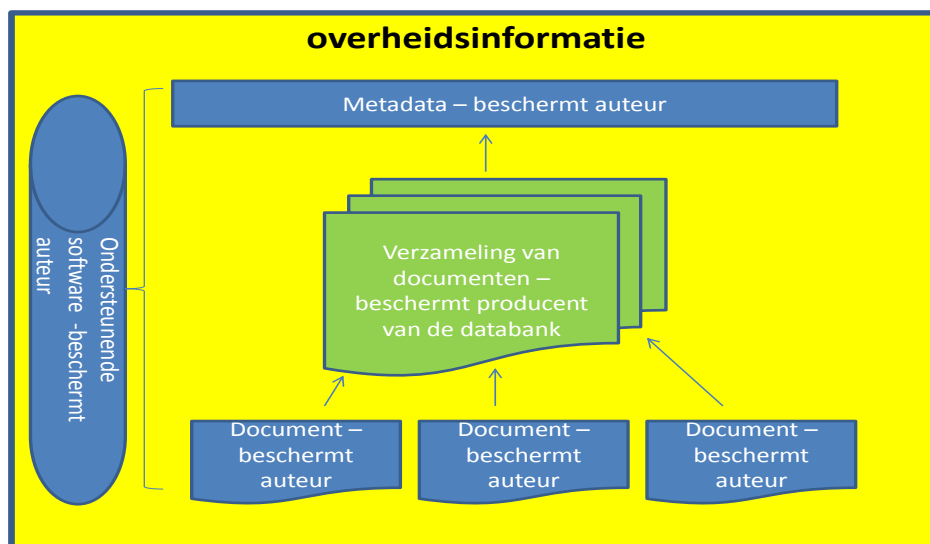 overheidsinformatie
Metadata – beschermt auteur
Ondersteunende
software -beschermt
auteur
Verzameling van
documenten –
beschermt producent
van de databank
Document –
beschermt
auteur
Document –
beschermt
auteur
Document –
beschermt
auteur